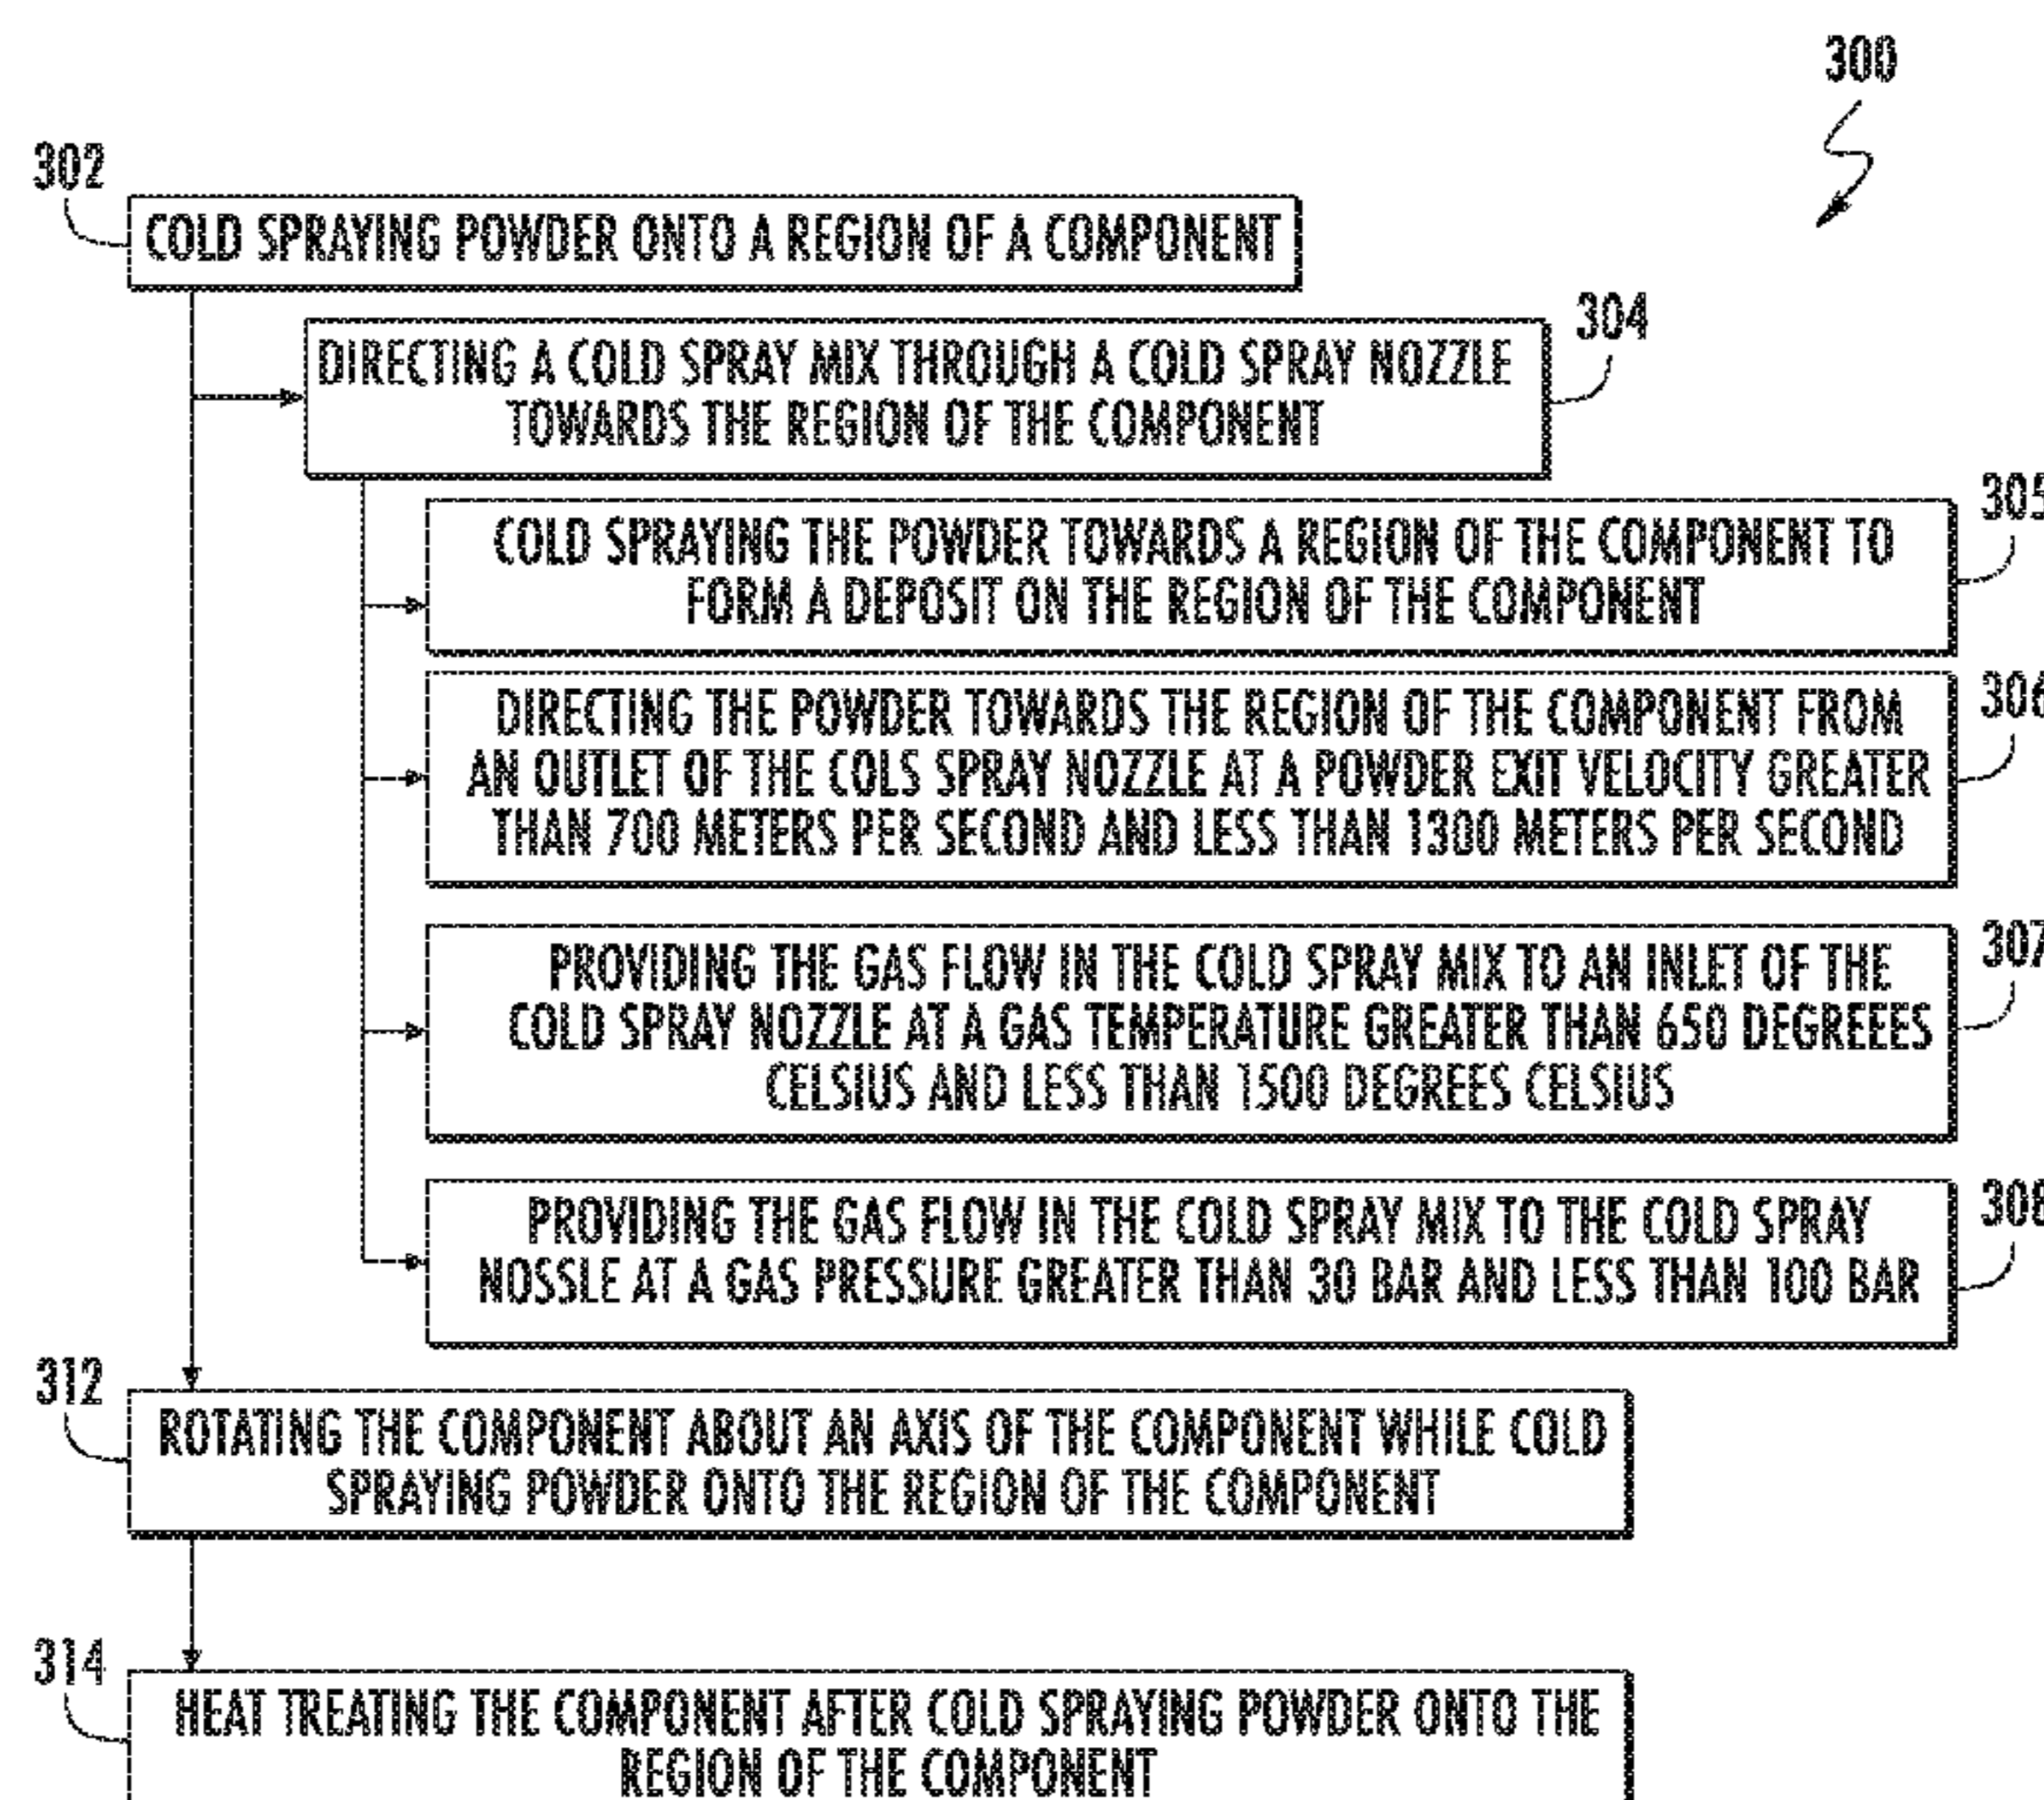 300
302
COLD SPRAYING POWDER ONTO A REGION OF A COMPONENT
304
DIRECTING A COLD SPRAY MIX THROUGH A COLD SPRAY NOZZLE
TOWARDS THE REGION OF THE COMPONENT
305
COLD SPRAYING THE POWDER TOWARDS A REGION OF THE COMPONENT TO
FORM A DEPOSIT ON THE REGION OF THE COMPONENT
306
DIRECTING THE POWDER TOWARDS THE REGION OF THE COMPONENT FROM
AN OUTLET OF THE COLS SPRAY NOZZLE AT A POWDER EXIT VELOCITY GREATER
THAN 700 METERS PER SECOND AND LESS THAN 1300 METERS PER SECOND
307
PROVIDING THE GAS FLOW IN THE COLD SPRAY MIX TO AN INLET OF THE
COLD SPRAY NOZZLE AT A GAS TEMPERATURE GREATER THAN 650 DEGREEES
CELSIUS AND LESS THAN 1500 DEGREES CELSIUS
308
PROVIDING THE GAS FLOW IN THE COLD SPRAY MIX TO THE COLD SPRAY
NOSSLE AT A GAS PRESSURE GREATER THAN 30 BAR AND LESS THAN 100 BAR
312
ROTATING THE COMPONENT ABOUT AN AXIS OF THE COMPONENT WHILE COLD
SPRAYING POWDER ONTO THE REGION OF THE COMPONENT
314
HEAT TREATING THE COMPONENT AFTER COLD SPRAYING POWDER ONTO THE
REGION OF THE COMPONENT